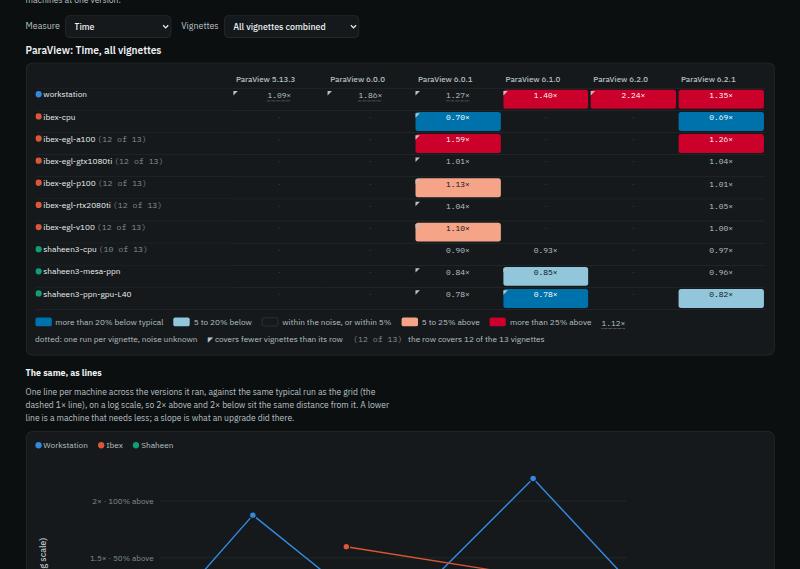 machines at one version.
Measure Time Vignettes All vignettes combined
ParaView: Time, all vignettes
ParaView 5.13.3 ParaView 6.0.0 ParaView 6.0.1 ParaView 6.1.0 ParaView 6.2.0 ParaView 6.2.1
workstation 1.09× 1.86× 1.27× 1.40× 2.24× 1.35×
ibex-cpu - - 0.70× - - 0.69×
ibex-egl-a100 (12 of 13) - - 1.59× - - 1.26×
ibex-egl-gtx1080ti (12 of 13) - - 1.01× - - 1.04×
ibex-egl-p100 (12 of 13) - - 1.13× - - 1.01×
ibex-egl-rtx2080ti (12 of 13) - - 1.04× - - 1.05×
ibex-egl-v100 (12 of 13) - - 1.10× - - 1.00×
shaheen3-cpu (10 of 13) - - 0.90× 0.93× - 0.97×
shaheen3-mesa-ppn - - 0.84× 0.85× - 0.96×
shaheen3-ppn-gpu-L40 - - 0.78× 0.78× - 0.82×
more than 20% below typical 5 to 20% below within the noise, or within 5% 5 to 25% above more than 25% above 1.12×
dotted: one run per vignette, noise unknown covers fewer vignettes than its row (12 of 13) the row covers 12 of the 13 vignettes
The same, as lines
One line per machine across the versions it ran, against the same typical run as the grid (the
dashed 1× line), on a log scale, so 2× above and 2× below sit the same distance from it. A lower
line is a machine that needs less; a slope is what an upgrade did there.
Workstation Ibex Shaheen
2× · 100% above
1.5× · 50% above
g scale)